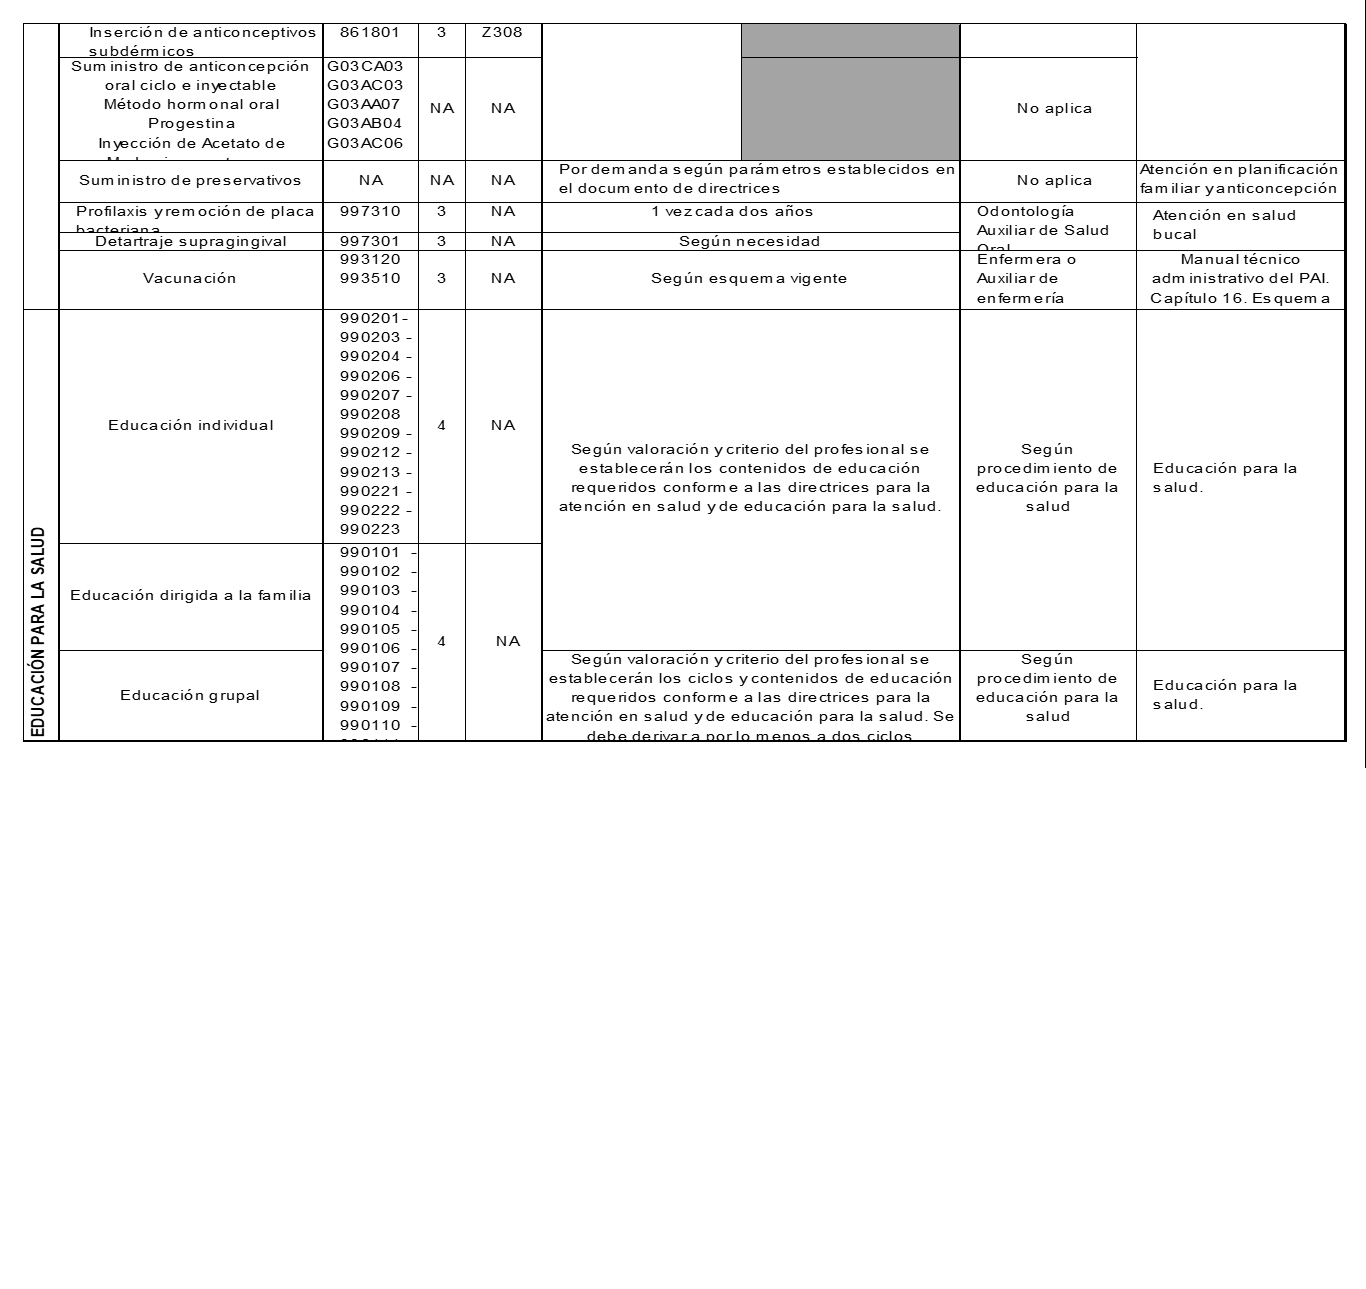 Inserción de anticonceptivos
subdérmicos
861801
3
Z308
Suministro de anticoncepción
oral ciclo e inyectable
Método hormonal oral
Progestina
Inyección de Acetato de
G03CA03
G03AC03
G03AA07
G03AB04
G03AC06
NA
NA
No aplica
Suministro de preservativos
NA
NA
NA
Por demanda según parámetros establecidos en
el documento de directrices
No aplica
Atención en planificación
familiar y anticoncepción
Profilaxis y remoción de placa
bacteriana
997310
3
NA
1 vez cada dos años
Odontología
Auxiliar de Salud
Oral
Atención en salud
bucal
Detartraje supragingival
997301
3
NA
Según necesidad
Vacunación
993120
993510
3
NA
Según esquema vigente
Enfermera o
Auxiliar de
enfermería
Manual técnico
administrativo del PAI.
Capítulo 16. Esquema
EDUCACIÓN PARA LA SALUD
Educación individual
990201-
990203 -
990204 -
990206 -
990207 -
990208
990209 -
990212 -
990213 -
990221 -
990222 -
990223
4
NA
Según valoración y criterio del profesional se
establecerán los contenidos de educación
requeridos conforme a las directrices para la
atención en salud y de educación para la salud.
Según
procedimiento de
educación para la
salud
Educación para la
salud.
Educación dirigida a la familia
990101 -
990102 -
990103 -
990104 -
990105 -
990106 -
990107 -
990108 -
990109 -
990110 -
4
NA
Educación grupal
Según valoración y criterio del profesional se
establecerán los ciclos y contenidos de educación
requeridos conforme a las directrices para la
atención en salud y de educación para la salud. Se
debe derivar a por lo menos a dos ciclos
Según
procedimiento de
educación para la
salud
Educación para la
salud.